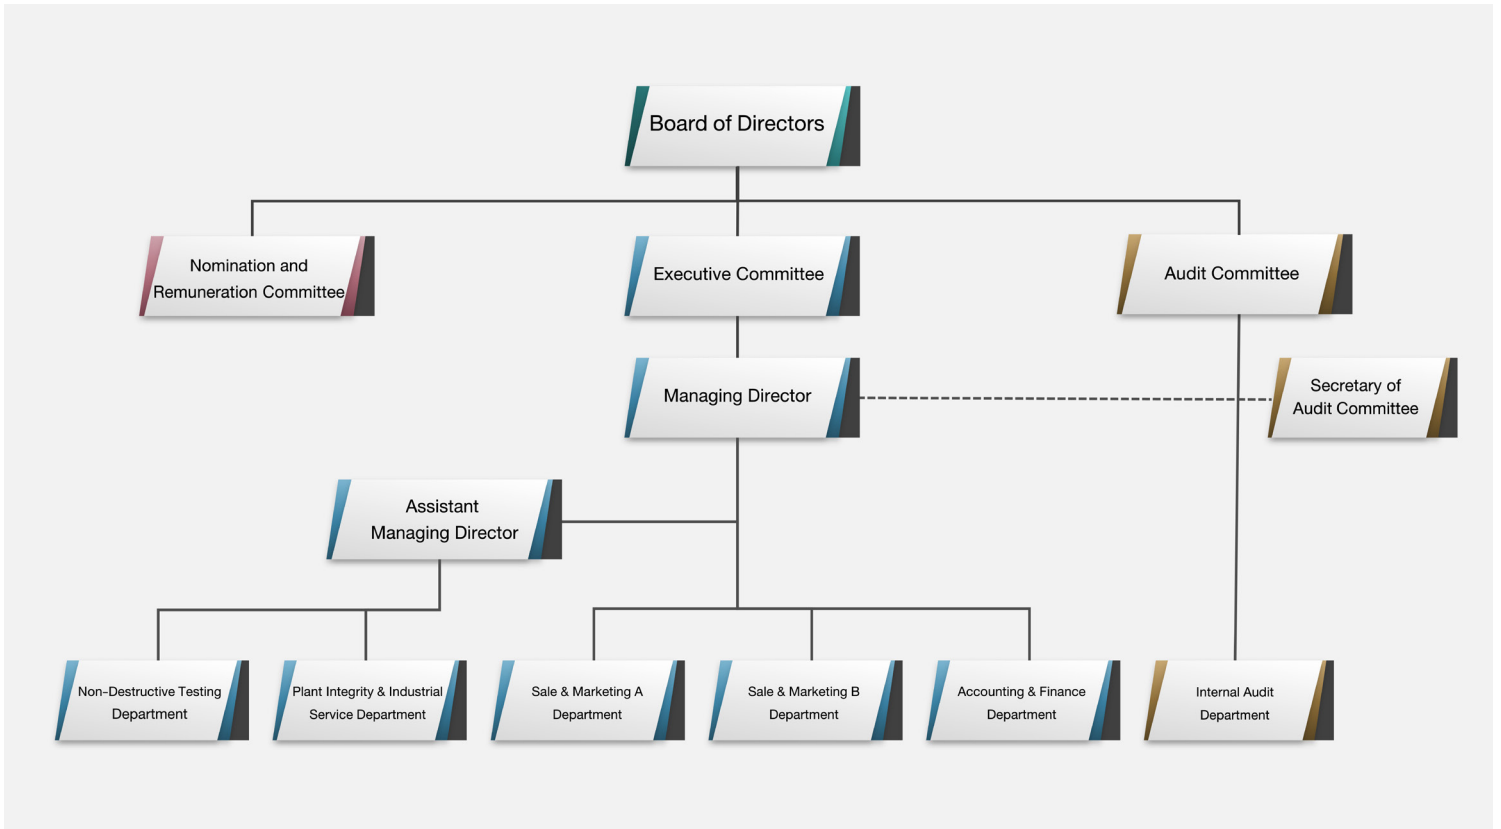 Board of Directors
Nomination and
Remuneration Committee
Executive Committee
Audit Committee
Managing Director
Secretary of
Audit Committee
Assistant
Managing Director
Non-Destructive Testing
Department
Plant Integrity & Industrial
Service Department
Sale & Marketing A
Department
Sale & Marketing B
Department
Accounting & Finance
Department
Internal Audit
Department